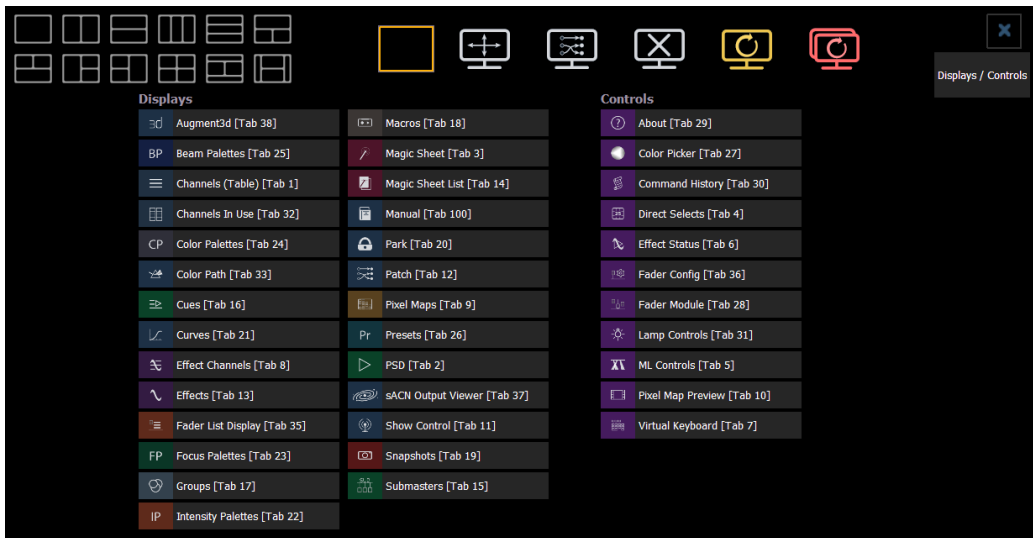 Displays / Controls
Displays
3d Augment3d [Tab 38]
BP Beam Palettes [Tab 25]
Channels (Table) [Tab 1]
Channels In Use [Tab 32]
CP Color Palettes [Tab 24]
Color Path [Tab 33]
Cues [Tab 16]
Curves [Tab 21]
Effect Channels [Tab 8]
Effects [Tab 13]
Fader List Display [Tab 35]
FP Focus Palettes [Tab 23]
Groups [Tab 17]
IP Intensity Palettes [Tab 22]
Macros [Tab 18]
Magic Sheet [Tab 3]
Magic Sheet List [Tab 14]
Manual [Tab 100]
Park [Tab 20]
Patch [Tab 12]
Pixel Maps [Tab 9]
Pr Presets [Tab 26]
PSD [Tab 2]
sACN Output Viewer [Tab 37]
Show Control [Tab 11]
Snapshots [Tab 19]
Submasters [Tab 15]
Controls
? About [Tab 29]
Color Picker [Tab 27]
Command History [Tab 30]
Direct Selects [Tab 4]
Effect Status [Tab 6]
Fader Config [Tab 36]
Fader Module [Tab 28]
Lamp Controls [Tab 31]
ML Controls [Tab 5]
Pixel Map Preview [Tab 10]
Virtual Keyboard [Tab 7]